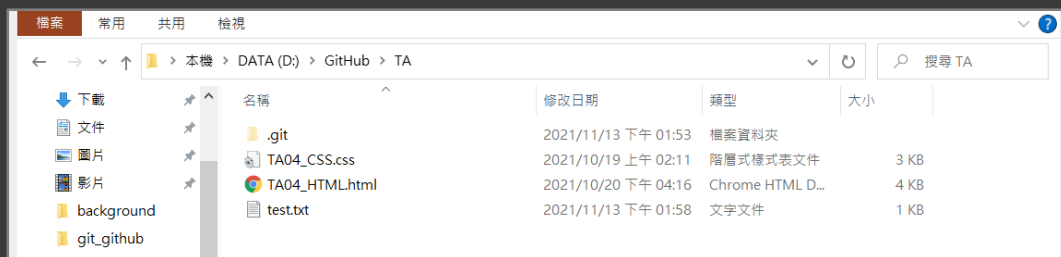 檔案 常用 共用 檢視
本機 > DATA (D:) > GitHub > TA 搜尋 TA
下載 名稱 修改日期 類型 大小
文件 .git 2021/11/13 下午 01:53 檔案資料夾
圖片 TA04_CSS.css 2021/10/19 上午 02:11 階層式樣式表文件 3 KB
影片 TA04_HTML.html 2021/10/20 下午 04:16 Chrome HTML D... 4 KB
background test.txt 2021/11/13 下午 01:58 文字文件 1 KB
git_github